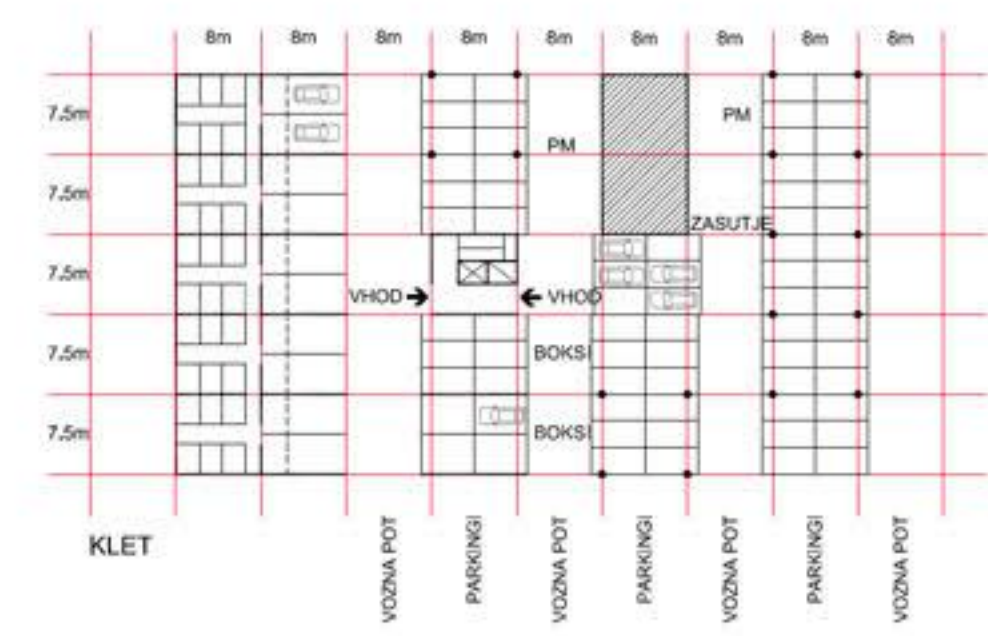 8m 8m 8m 8m 8m 8m 8m 8m 8m
7.5m
PM
PM
7.5m
ZASUTJE
7.5m
VHOD
VHOD
7.5m
BOKSI
7.5m
BOKSI
KLET
VOZNA POT
PARKINGI
VOZNA POT
PARKINGI
VOZNA POT
PARKINGI
VOZNA POT